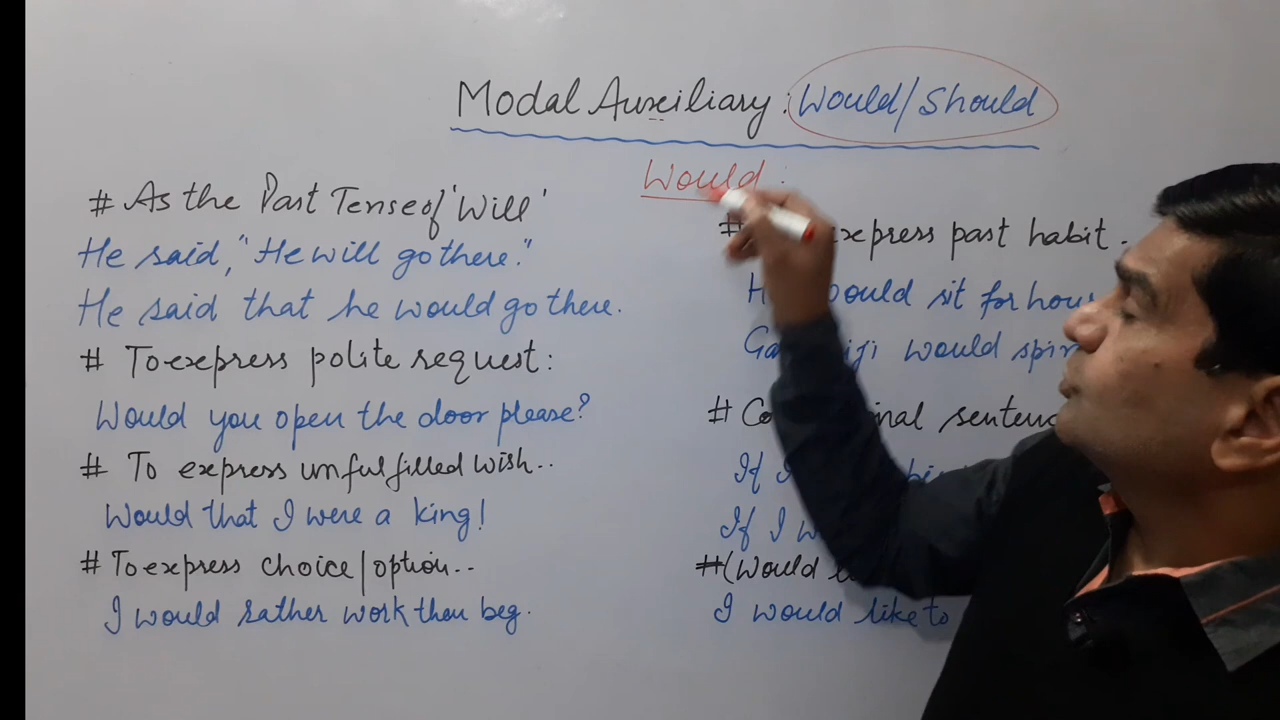 Modal Auxiliary: Would/Should
Would:
# As the Past Tense of 'Will'
He said, "He will go there."
He said that he would go there.
# To express polite request:
Would you open the door please?
# To express unfulfilled wish..
Would that I were a king!
# To express choice/option..
I would rather work than beg.
# express past habit.
would sit for
would
# sentenc
If I
If I
# (Would
I would like to